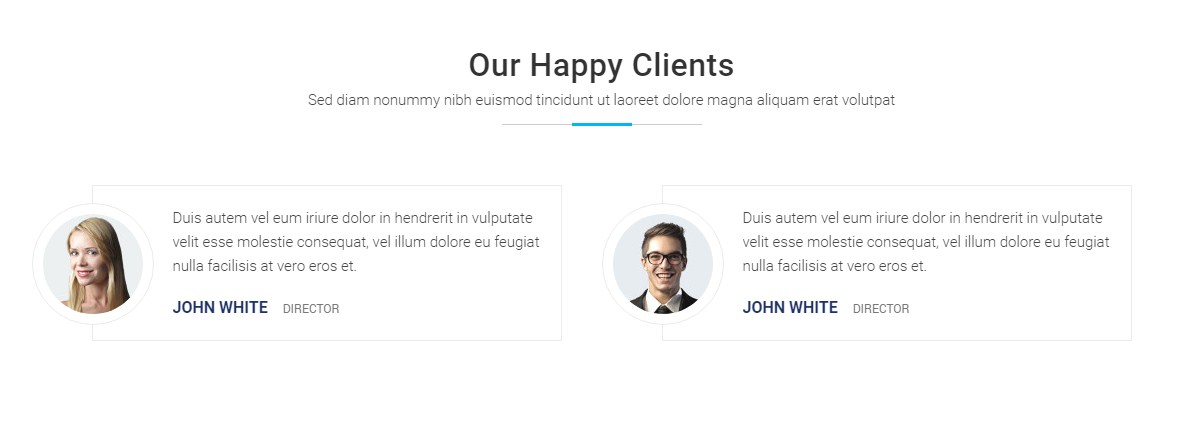 Our Happy Clients
Sed diam nonummy nibh euismod tincidunt ut laoreet dolore magna aliquam erat volutpat
Duis autem vel eum iriure dolor in hendrerit in vulputate
velit esse molestie consequat, vel illum dolore eu feugiat
nulla facilisis at vero eros et.
JOHN WHITE DIRECTOR
Duis autem vel eum iriure dolor in hendrerit in vulputate
velit esse molestie consequat, vel illum dolore eu feugiat
nulla facilisis at vero eros et.
JOHN WHITE DIRECTOR